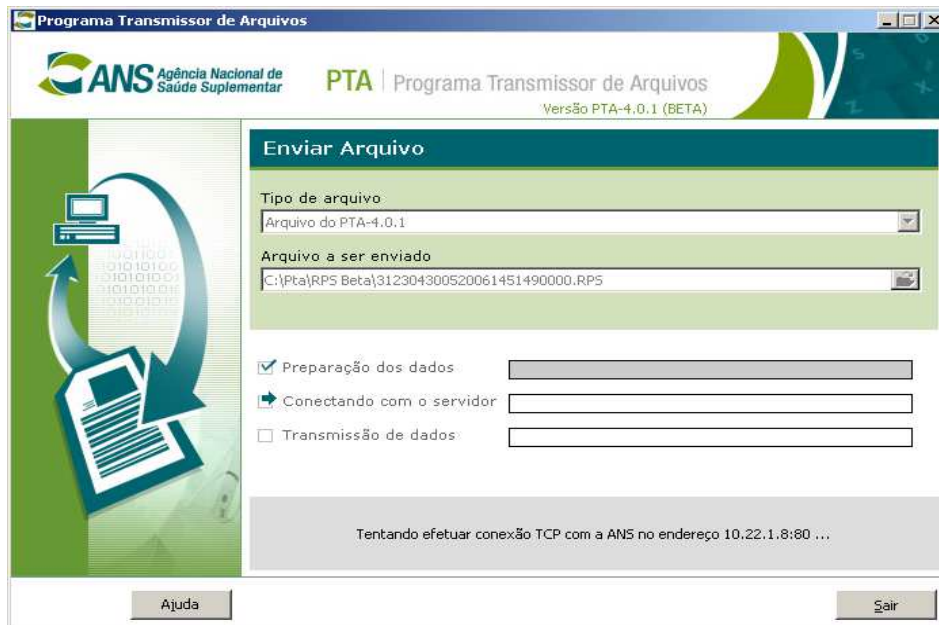 Programa Transmissor de Arquivos
ANS Agência Nacional de
Saúde Suplementar
PTA | Programa Transmissor de Arquivos
Versão PTA-4.0.1 (BETA)
Enviar Arquivo
Tipo de arquivo
Arquivo do PTA-4.0.1
Arquivo a ser enviado
C:\Pta\RPS Beta\312304300520061451490000.RPS
Preparação dos dados
Conectando com o servidor
Transmissão de dados
Tentando efetuar conexão TCP com a ANS no endereço 10.22.1.8:80 ...
Ajuda
Sair